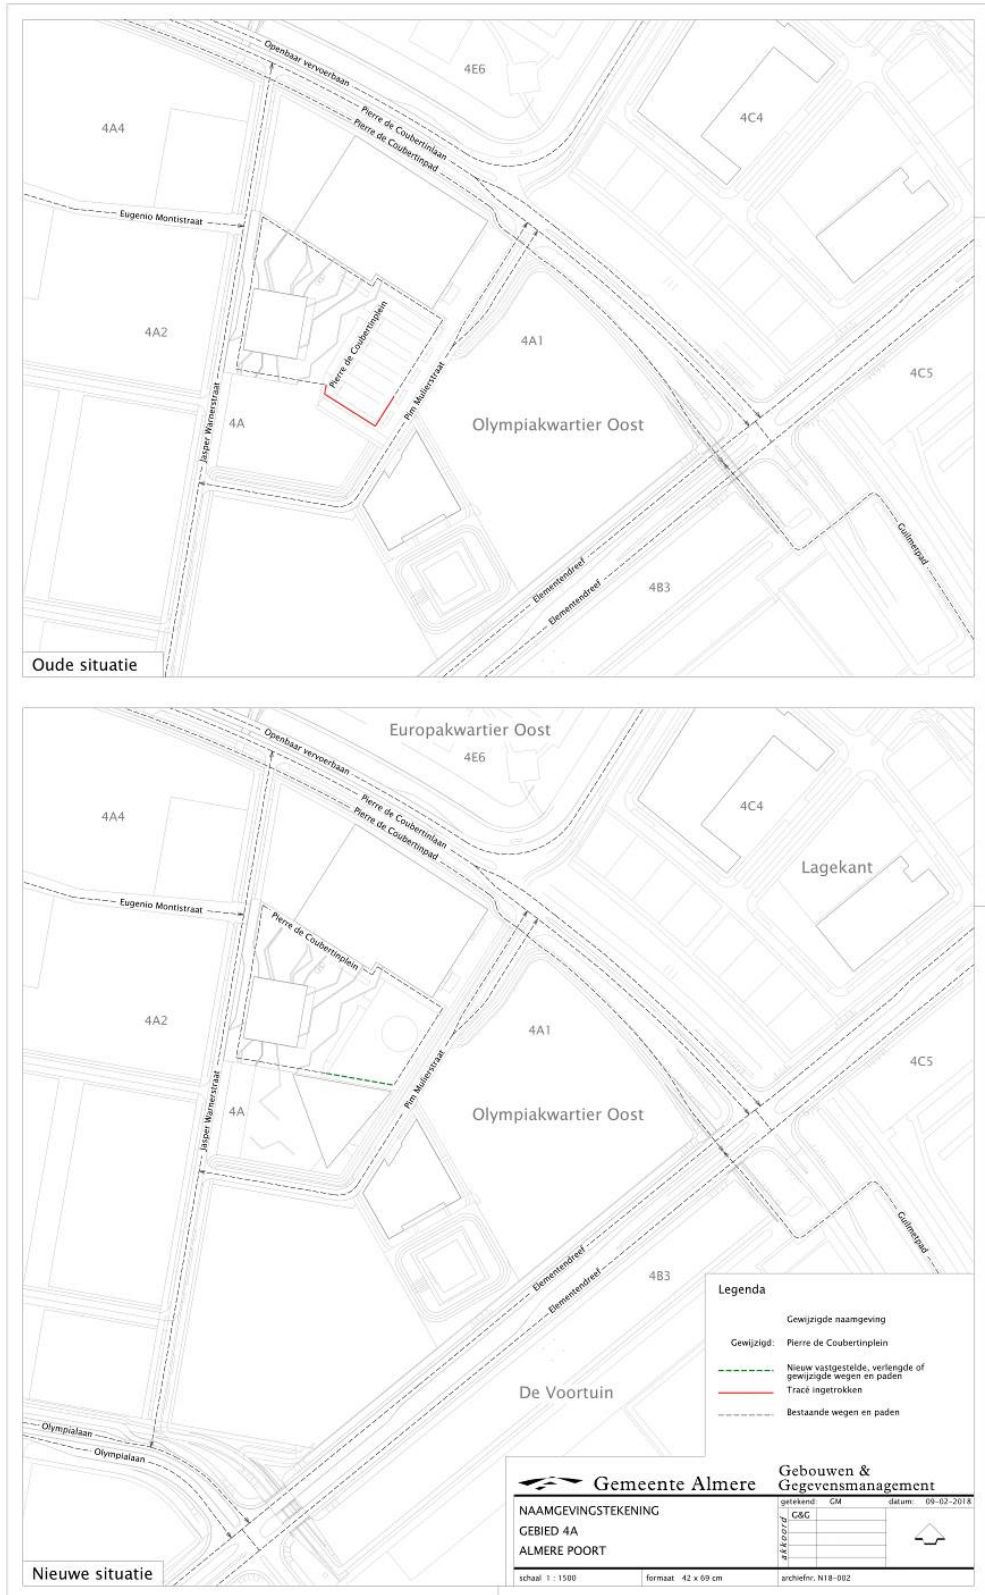 Openbaar vervoerbaan
4E6
Pierre de Coubertinlaan
Pierre de Coubertinpad
4C4
4A4
Eugenio Montistraat
4A2
Pierre de Coubertinplein
4A1
4C5
Pim Mulierstraat
Jasper Warnerstraat
4A
Olympiakwartier Oost
Guilmetpad
Elementendreef
Elementendreef
4B3
Oude situatie
Europakwartier Oost
Openbaar vervoerbaan
4E6
Pierre de Coubertinlaan
Pierre de Coubertinpad
4C4
4A4
Lagekant
Eugenio Montistraat
Pierre de Coubertinplein
4A2
4A1
4C5
Pim Mulierstraat
Jasper Warnerstraat
4A
Olympiakwartier Oost
Guilmetpad
Elementendreef
Elementendreef
4B3
De Voortuin
Olympialaan
Olympialaan
Legenda
Gewijzigde naamgeving
Gewijzigd: Pierre de Coubertinplein
Nieuw vastgestelde, verlengde of
gewijzigde wegen en paden
Tracé ingetrokken
Bestaande wegen en paden
Gemeente Almere
Gebouwen &
Gegevensmanagement
NAAMGEVINGSTEKENING
GEBIED 4A
ALMERE POORT
getekend: GM datum: 09-02-2018
akkoord G&G
schaal 1 : 1500 formaat 42 x 69 cm archiefnr. N18-002
Nieuwe situatie